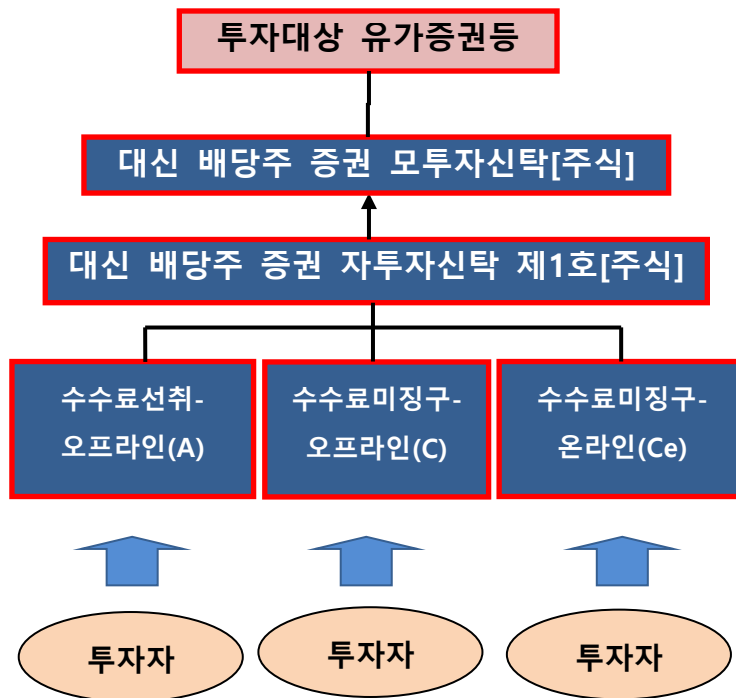 투자대상 유가증권등
대신 배당주 증권 모투자신탁[주식]
대신 배당주 증권 자투자신탁 제1호[주식]
수수료선취-
오프라인(A)
수수료미징구-
오프라인(C)
수수료미징구-
온라인(Ce)
투자자
투자자
투자자